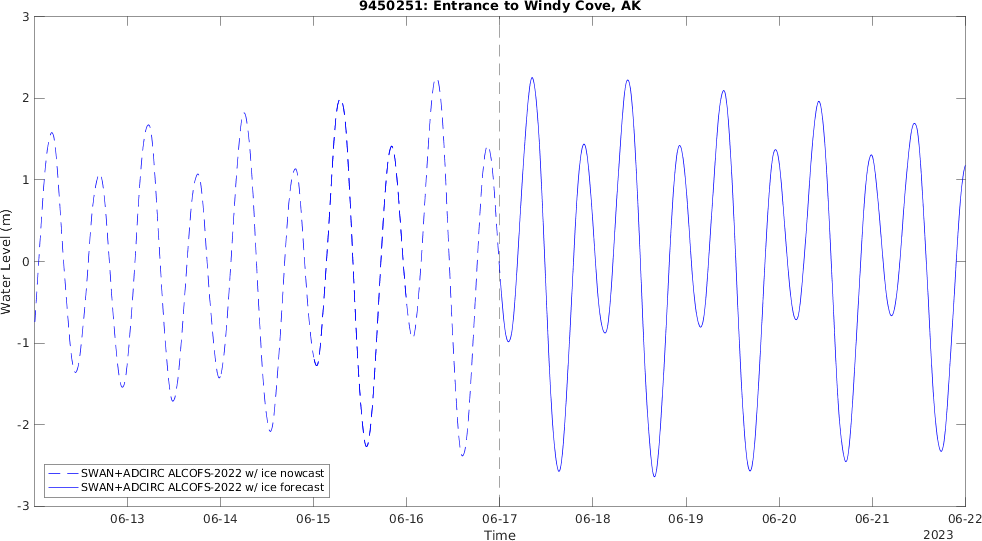 9450251: Entrance to Windy Cove, AK
3
2
1
0
-1
-2
-3
Water Level (m)
SWAN+ADCIRC ALCOFS-2022 w/ ice nowcast
SWAN+ADCIRC ALCOFS-2022 w/ ice forecast
06-13 06-14 06-15 06-16 06-17 06-18 06-19 06-20 06-21 06-22
Time
2023